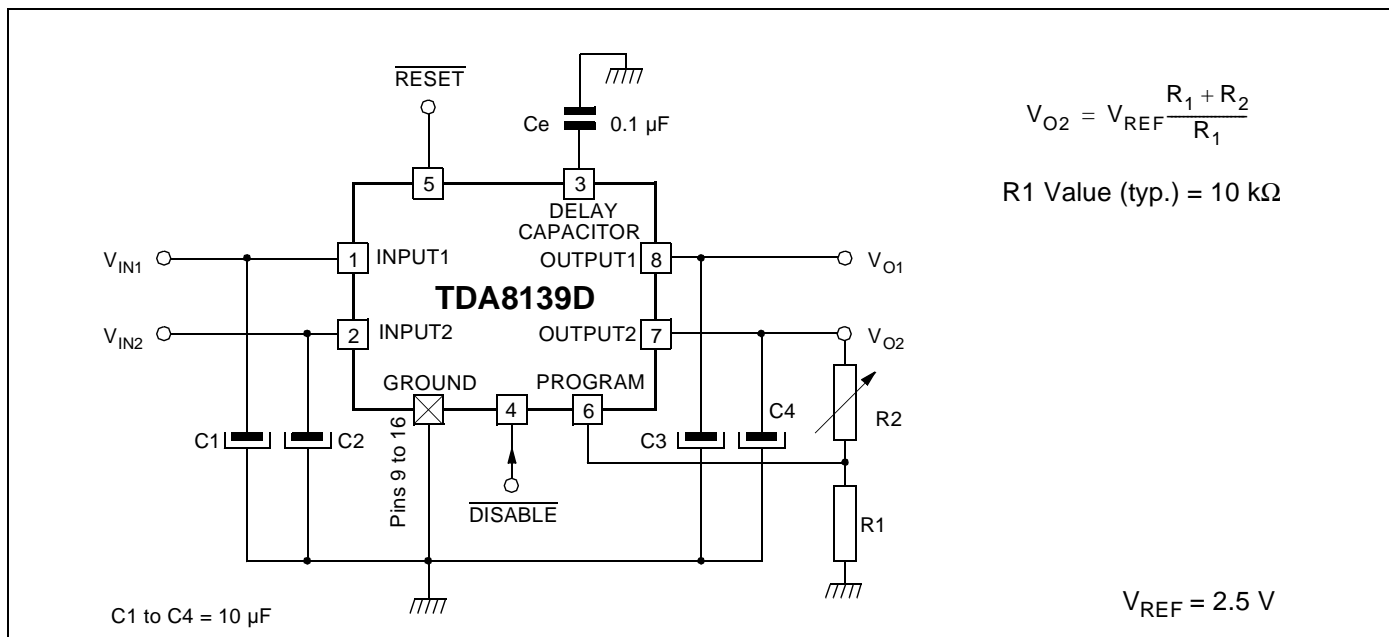 RESET
Ce 0.1 µF
5
3
DELAY
CAPACITOR
V_IN1
1 INPUT1
OUTPUT1 8
V_O1
TDA8139D
V_IN2
2 INPUT2
OUTPUT2 7
V_O2
GROUND
PROGRAM
4
6
C1
C2
C3
C4
R2
Pins 9 to 16
DISABLE
R1
C1 to C4 = 10 µF
V_O2 = V_REF (R_1 + R_2) / R_1
R1 Value (typ.) = 10 kΩ
V_REF = 2.5 V